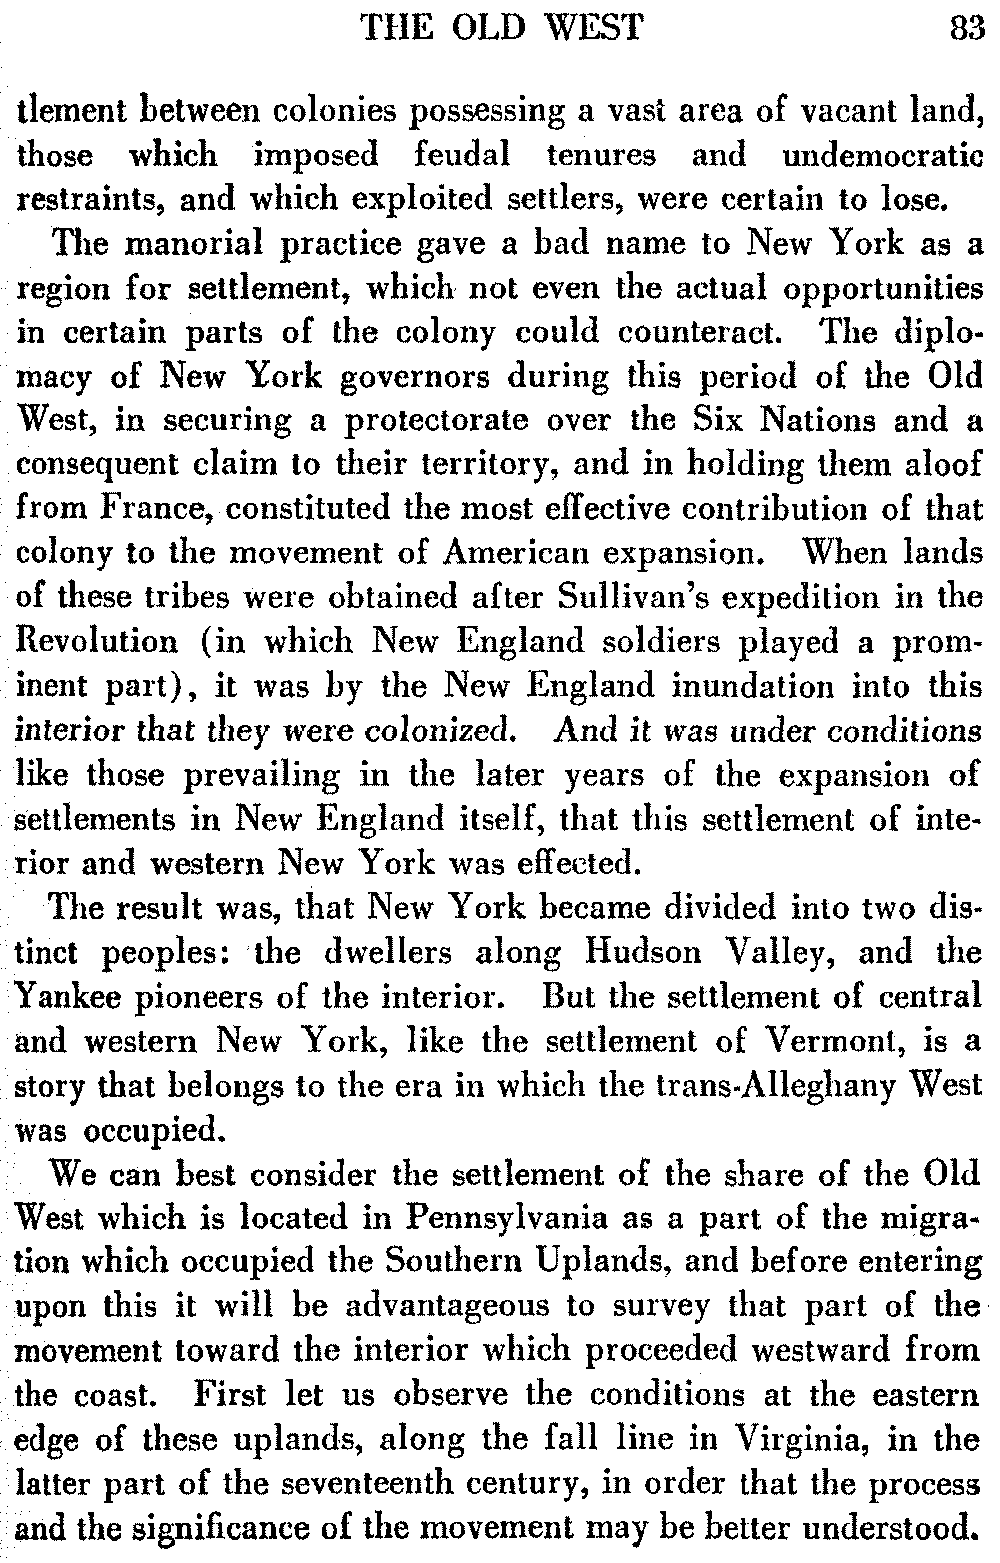 THE OLD WEST 83
tlement between colonies possessing a vast area of vacant land,
those which imposed feudal tenures and undemocratic
restraints, and which exploited settlers, were certain to lose.
The manorial practice gave a bad name to New York as a
region for settlement, which not even the actual opportunities
in certain parts of the colony could counteract. The diplo-
macy of New York governors during this period of the Old
West, in securing a protectorate over the Six Nations and a
consequent claim to their territory, and in holding them aloof
from France, constituted the most effective contribution of that
colony to the movement of American expansion. When lands
of these tribes were obtained after Sullivan's expedition in the
Revolution (in which New England soldiers played a prom-
inent part), it was by the New England inundation into this
interior that they were colonized. And it was under conditions
like those prevailing in the later years of the expansion of
settlements in New England itself, that this settlement of inte-
rior and western New York was effected.
The result was, that New York became divided into two dis-
tinct peoples: the dwellers along Hudson Valley, and the
Yankee pioneers of the interior. But the settlement of central
and western New York, like the settlement of Vermont, is a
story that belongs to the era in which the trans-Alleghany West
was occupied.
We can best consider the settlement of the share of the Old
West which is located in Pennsylvania as a part of the migra-
tion which occupied the Southern Uplands, and before entering
upon this it will be advantageous to survey that part of the
movement toward the interior which proceeded westward from
the coast. First let us observe the conditions at the eastern
edge of these uplands, along the fall line in Virginia, in the
latter part of the seventeenth century, in order that the process
and the significance of the movement may be better understood.